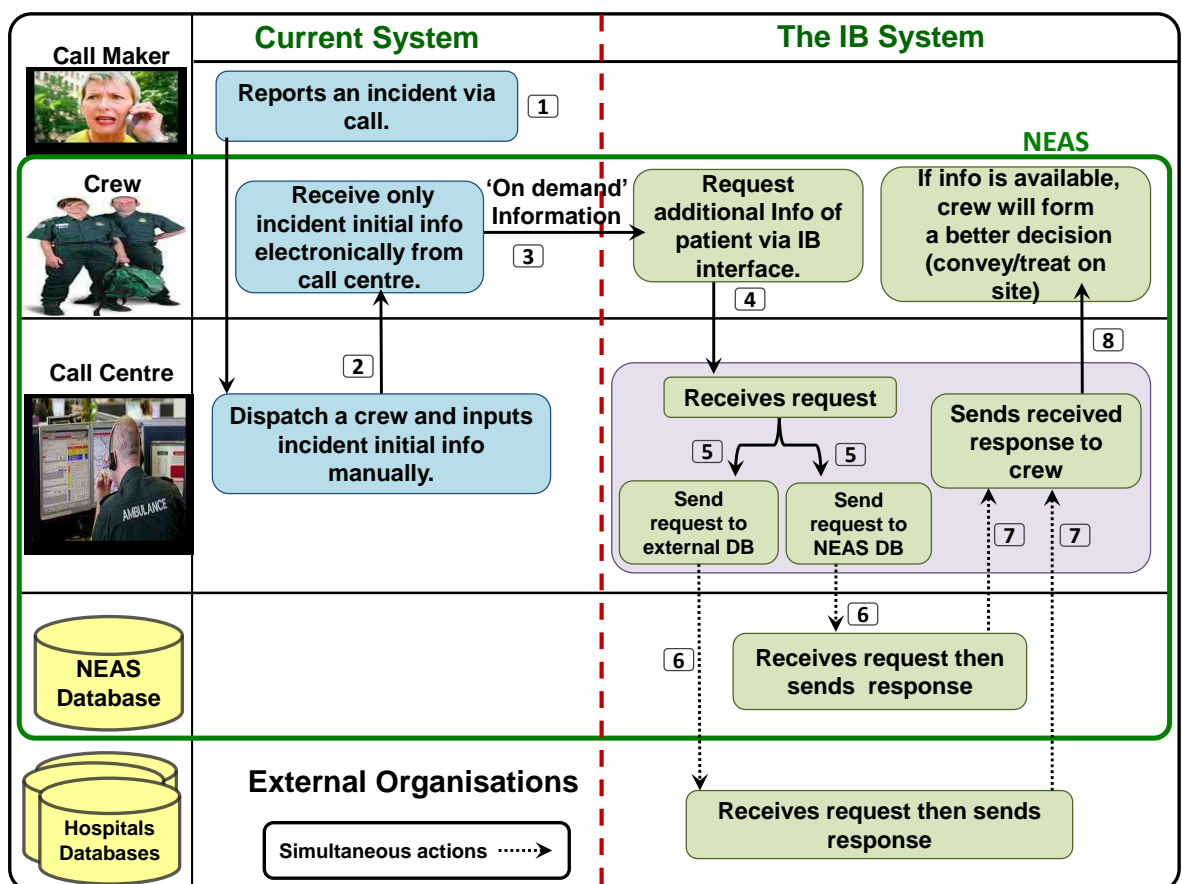 Current System
The IB System
Call Maker
Reports an incident via
call.
1
NEAS
Crew
Receive only
incident initial info
electronically from
call centre.
‘On demand’
Information
3
Request
additional Info of
patient via IB
interface.
If info is available,
crew will form
a better decision
(convey/treat on
site)
4
2
8
Call Centre
AMBULANCE
Dispatch a crew and inputs
incident initial info
manually.
Receives request
5
5
Sends received
response to
crew
Send
request to
external DB
Send
request to
NEAS DB
7
7
6
6
NEAS
Database
Receives request then
sends response
External Organisations
Hospitals
Databases
Simultaneous actions
Receives request then sends
response